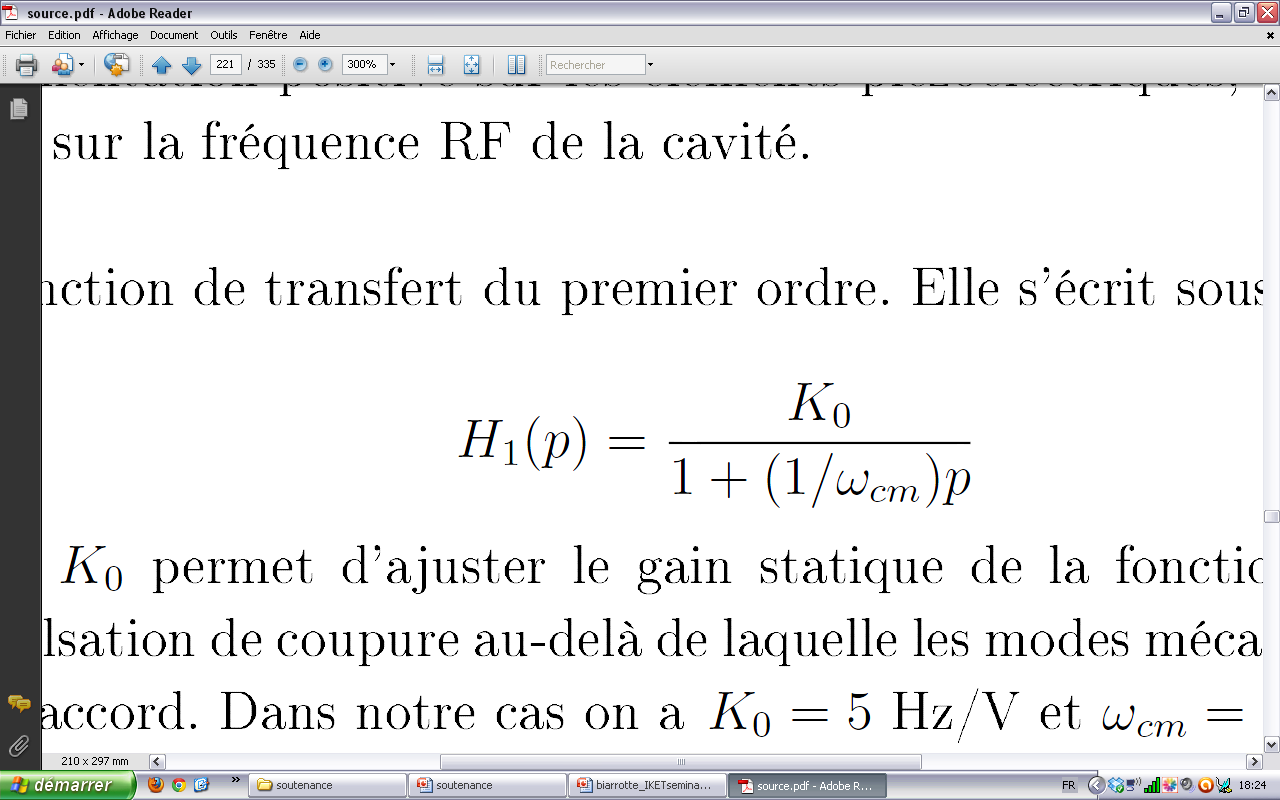 source.pdf - Adobe Reader
Fichier Edition Affichage Document Outils Fenêtre Aide
221 / 335 300% Rechercher
sur la fréquence RF de la cavité.
nction de transfert du premier ordre. Elle s'écrit sous
K₀
H₁(p) = ―――――
1 + (1/ω_cm)p
K₀ permet d'ajuster le gain statique de la fonctio
lsation de coupure au-delà de laquelle les modes méca
accord. Dans notre cas on a K₀ = 5 Hz/V et ω_cm =
210 x 297 mm
démarrer » soutenance soutenance biarrotte_IKETsemina... source.pdf - Adobe R... FR 18:24